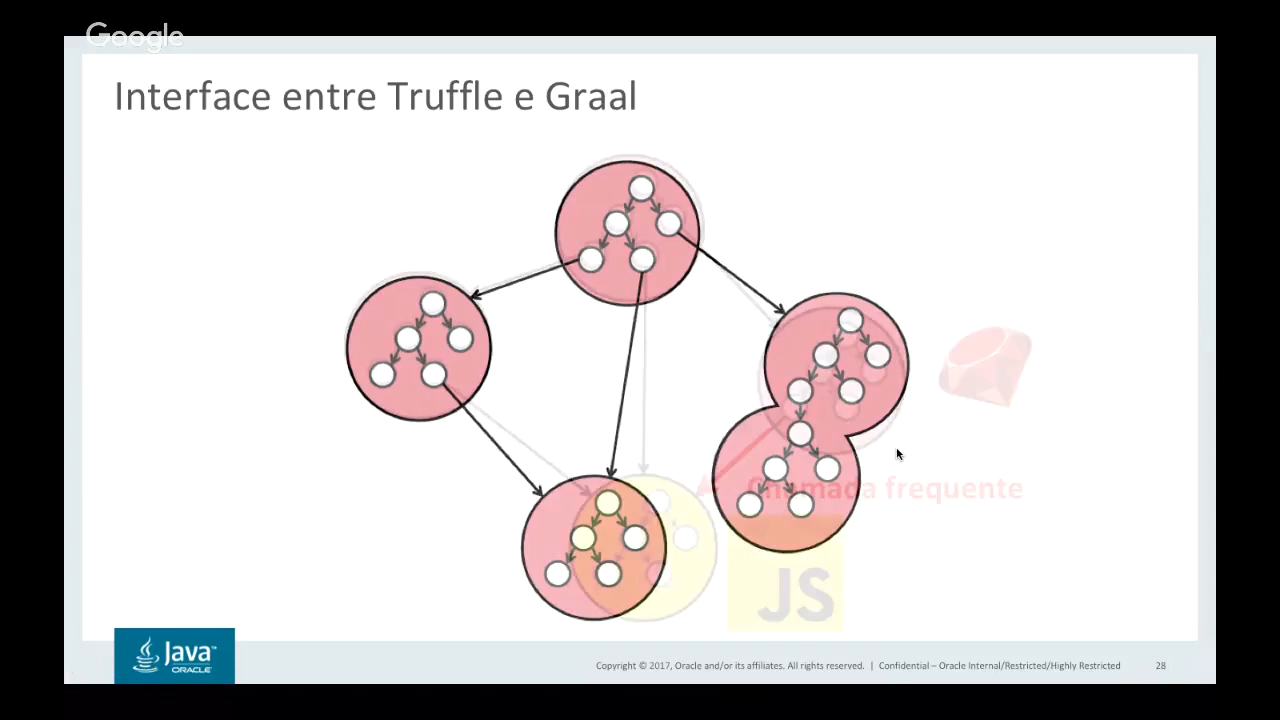 Google
Interface entre Truffle e Graal
Chamada frequente
JS
Java™
ORACLE
Copyright © 2017, Oracle and/or its affiliates. All rights reserved. | Confidential – Oracle Internal/Restricted/Highly Restricted 28